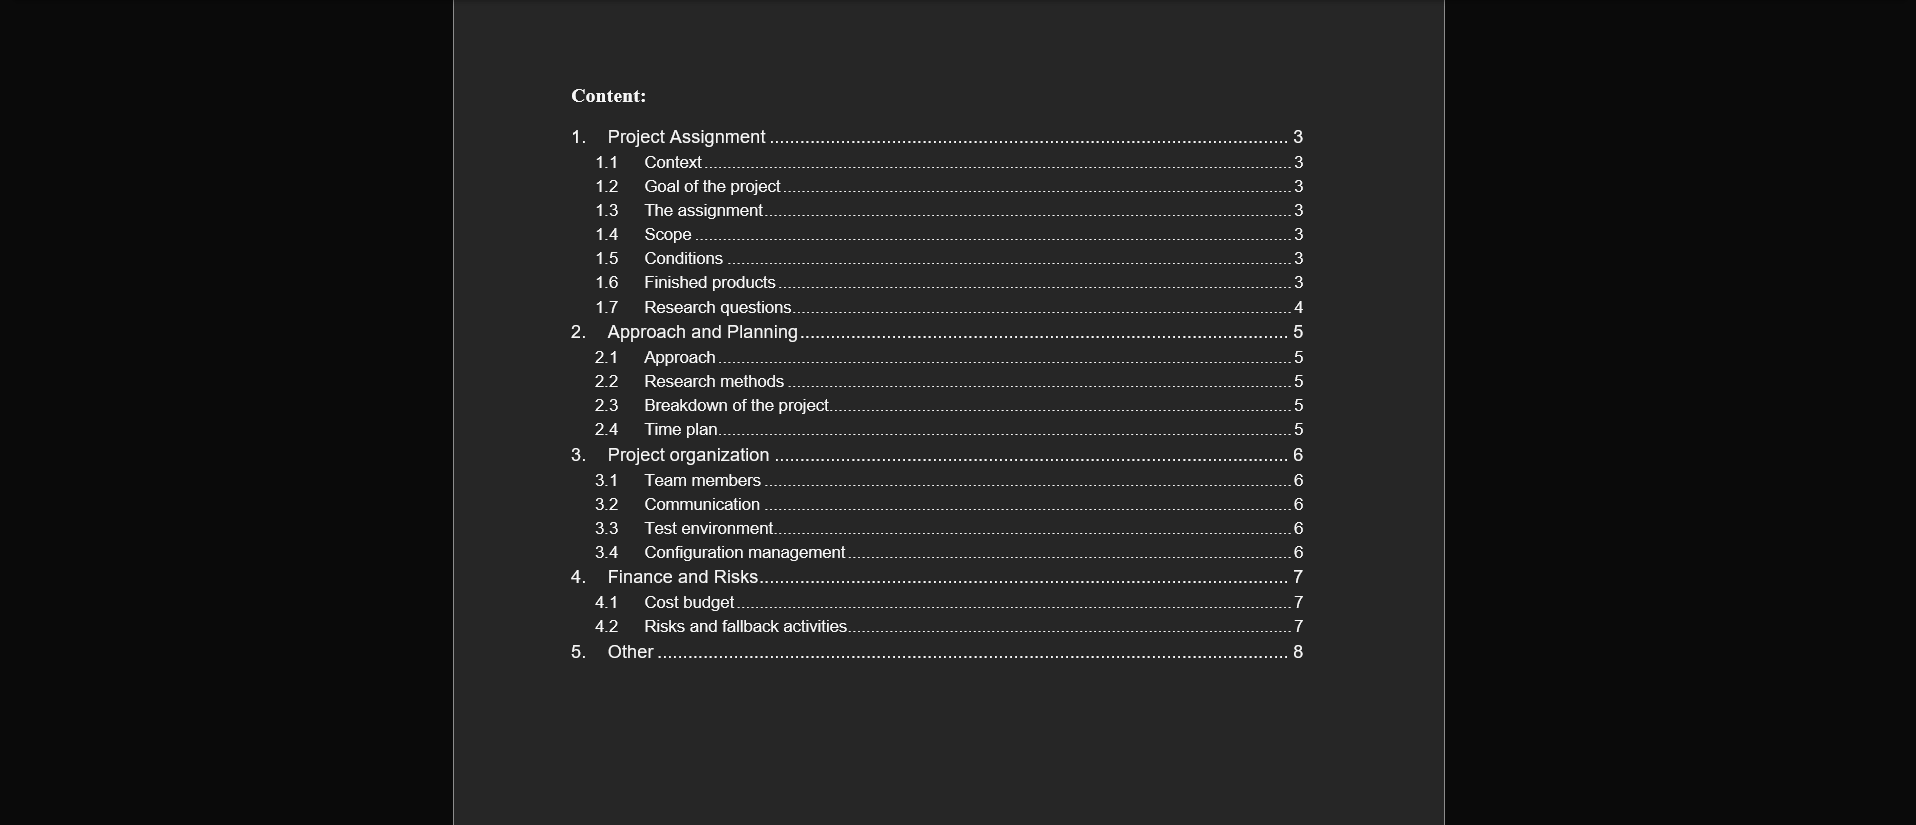 Content:
1. Project Assignment ........................................ 3
1.1 Context ........................................ 3
1.2 Goal of the project ........................................ 3
1.3 The assignment ........................................ 3
1.4 Scope ........................................ 3
1.5 Conditions ........................................ 3
1.6 Finished products ........................................ 3
1.7 Research questions ........................................ 4
2. Approach and Planning ........................................ 5
2.1 Approach ........................................ 5
2.2 Research methods ........................................ 5
2.3 Breakdown of the project ........................................ 5
2.4 Time plan ........................................ 5
3. Project organization ........................................ 6
3.1 Team members ........................................ 6
3.2 Communication ........................................ 6
3.3 Test environment ........................................ 6
3.4 Configuration management ........................................ 6
4. Finance and Risks ........................................ 7
4.1 Cost budget ........................................ 7
4.2 Risks and fallback activities ........................................ 7
5. Other ........................................ 8